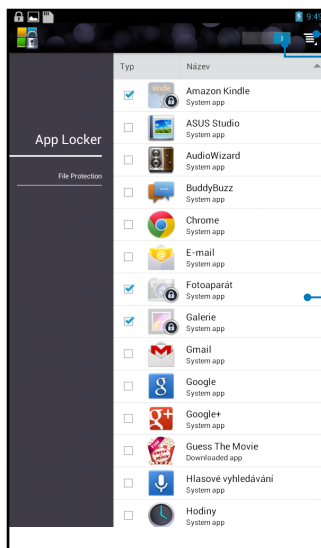 9:49
Typ Název
App Locker
File Protection
kindle
Amazon Kindle
System app
ASUS Studio
System app
AudioWizard
System app
BuddyBuzz
System app
Chrome
System app
E-mail
System app
Fotoaparát
System app
Galerie
System app
Gmail
System app
Google
System app
Google+
System app
Guess The Movie
Downloaded app
Hlasové vyhledávání
System app
Hodiny
System app